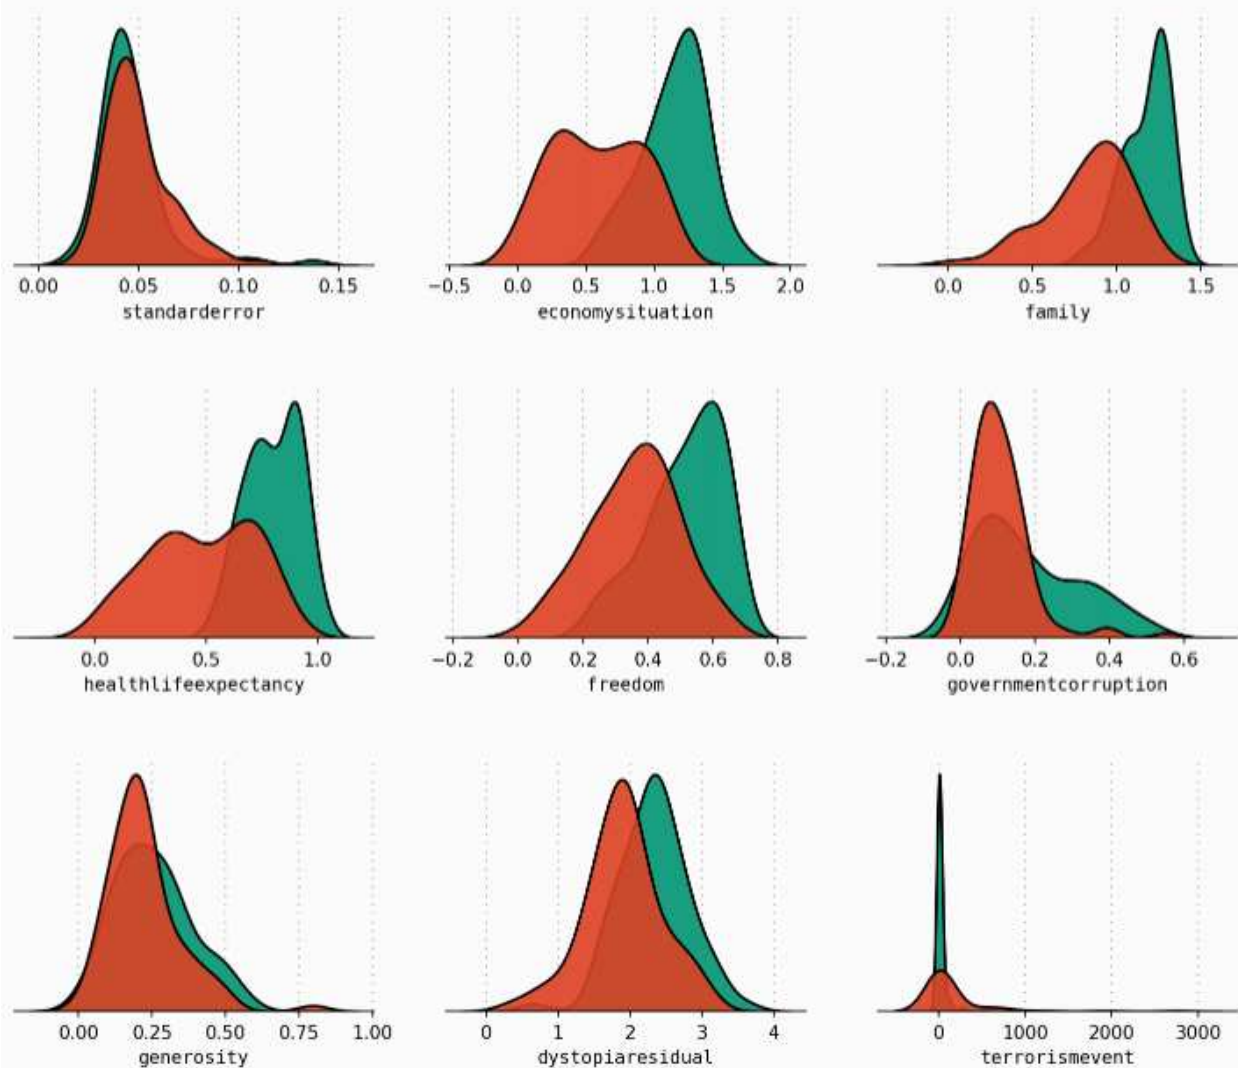 0.00 0.05 0.10 0.15
standarderror
−0.5 0.0 0.5 1.0 1.5 2.0
economysituation
0.0 0.5 1.0 1.5
family
0.0 0.5 1.0
healthlifeexpectancy
−0.2 0.0 0.2 0.4 0.6 0.8
freedom
−0.2 0.0 0.2 0.4 0.6
governmentcorruption
0.00 0.25 0.50 0.75 1.00
generosity
0 1 2 3 4
dystopiaresidual
0 1000 2000 3000
terrorismevent